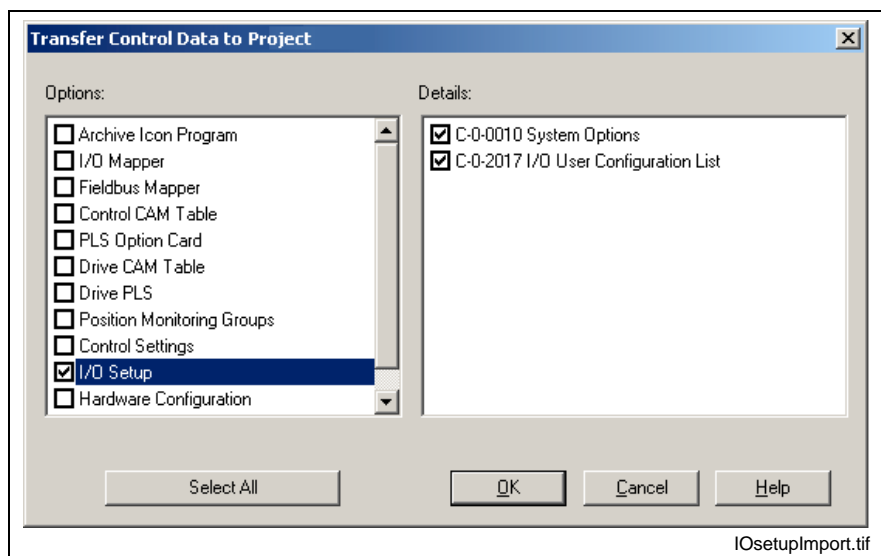 Transfer Control Data to Project
Options:
Archive Icon Program
I/O Mapper
Fieldbus Mapper
Control CAM Table
PLS Option Card
Drive CAM Table
Drive PLS
Position Monitoring Groups
Control Settings
I/O Setup
Hardware Configuration
Details:
C-0-0010 System Options
C-0-2017 I/O User Configuration List
Select All
OK
Cancel
Help
IOsetupImport.tif